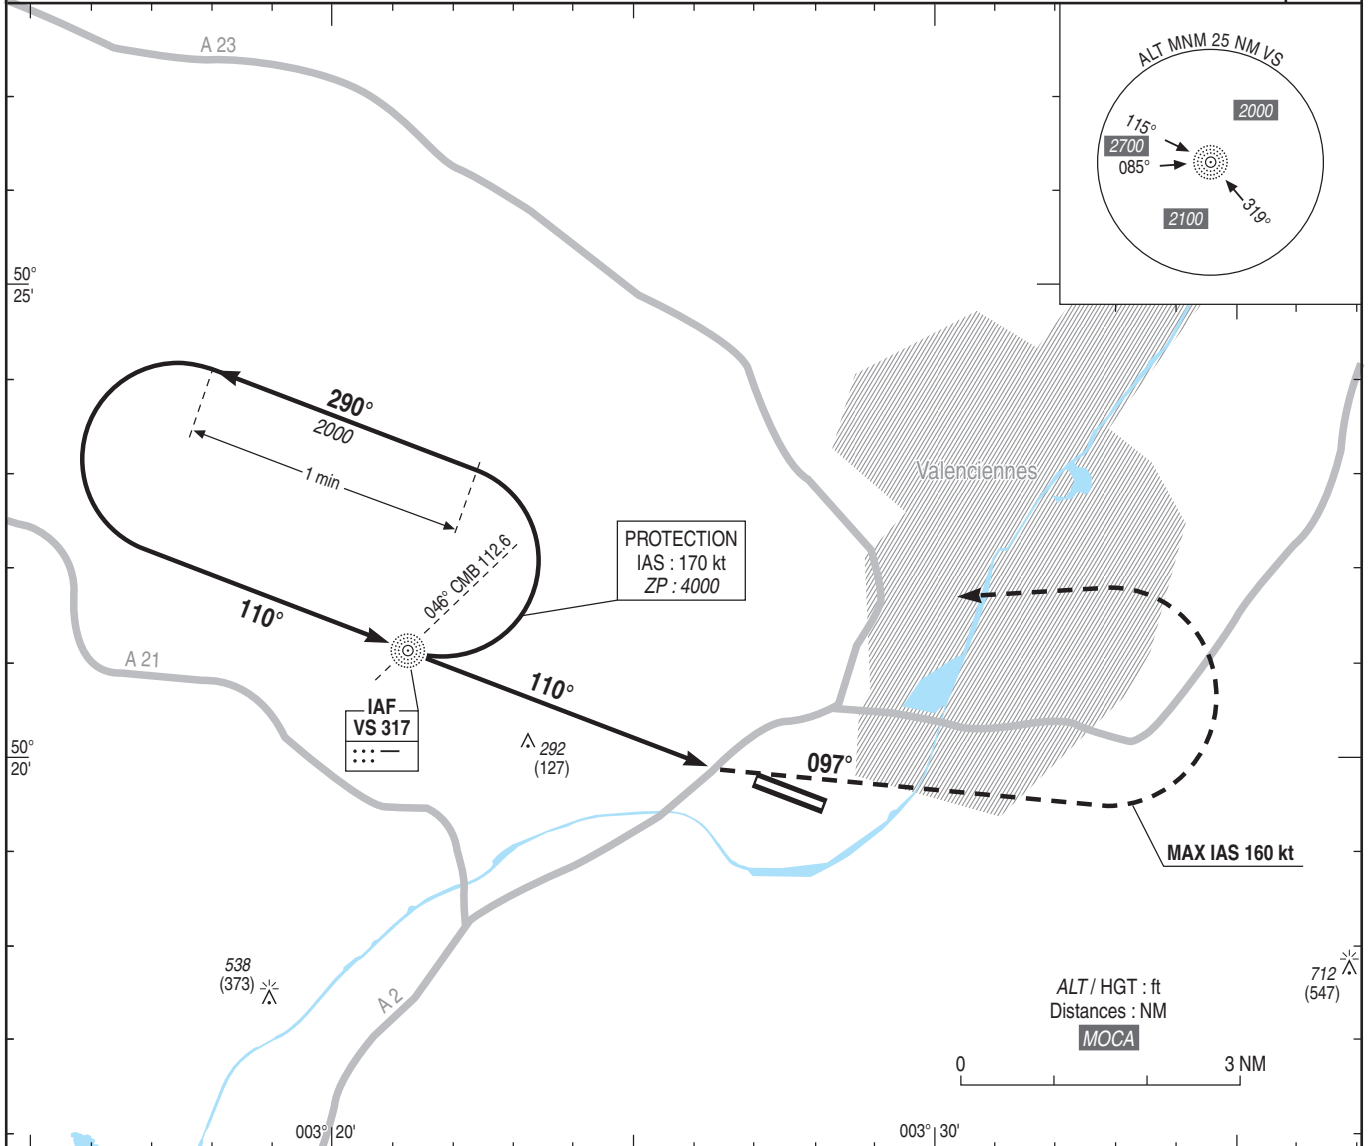 A 23
ALT MNM 25 NM VS
2000
115°
2700
085°
319°
2100
50°
25'
290°
2000
1 min
Valenciennes
046° CMB 112.6
PROTECTION
IAS : 170 kt
ZP : 4000
110°
A 21
110°
IAF
VS 317
292
(127)
50°
20'
097°
MAX IAS 160 kt
538
(373)
712
(547)
A 2
ALT / HGT : ft
Distances : NM
MOCA
0 3 NM
003° 20'
003° 30'